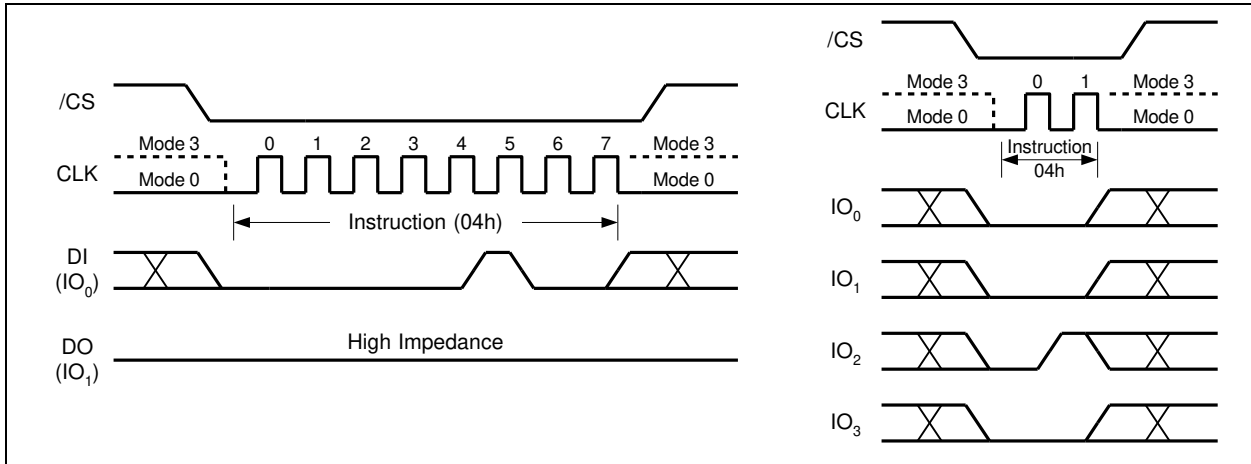 /CS
Mode 3 0 1 2 3 4 5 6 7 Mode 3
CLK
Mode 0 Mode 0
Instruction (04h)
DI
(IO0)
High Impedance
DO
(IO1)
/CS
Mode 3 0 1 Mode 3
CLK
Mode 0 Mode 0
Instruction
04h
IO0
IO1
IO2
IO3